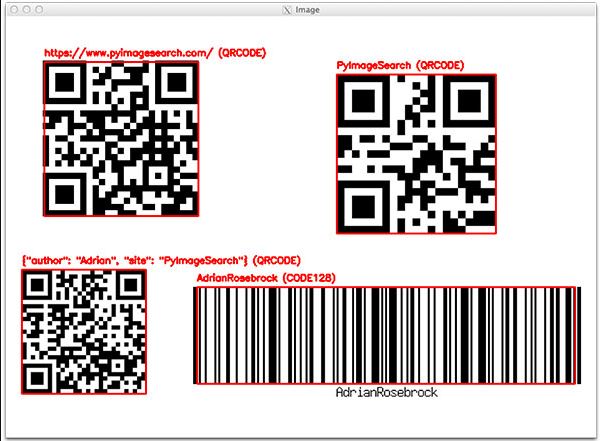 Image
https://www.pyimagesearch.com/ (QRCODE)
PyImageSearch (QRCODE)
{"author": "Adrian", "site": "PyImageSearch"} (QRCODE)
AdrianRosebrock (CODE128)
AdrianRosebrock